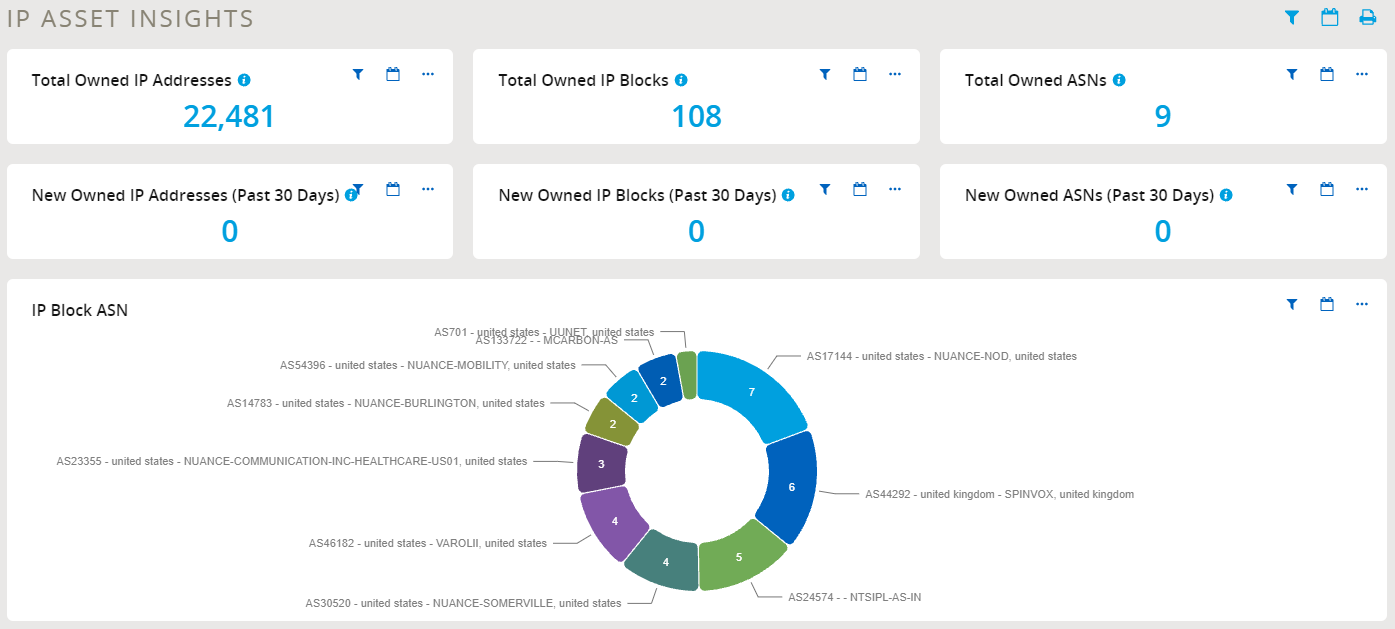 IP ASSET INSIGHTS
Total Owned IP Addresses
22,481
Total Owned IP Blocks
108
Total Owned ASNs
9
New Owned IP Addresses (Past 30 Days)
0
New Owned IP Blocks (Past 30 Days)
0
New Owned ASNs (Past 30 Days)
0
IP Block ASN
AS701 - united states - UUNET, united states
AS133722 - - MCARBON-AS
AS17144 - united states - NUANCE-NOD, united states
AS54396 - united states - NUANCE-MOBILITY, united states
2
7
2
AS14783 - united states - NUANCE-BURLINGTON, united states
2
AS23355 - united states - NUANCE-COMMUNICATION-INC-HEALTHCARE-US01, united states
3
6
AS44292 - united kingdom - SPINVOX, united kingdom
4
AS46182 - united states - VAROLII, united states
5
4
AS24574 - - NTSIPL-AS-IN
AS30520 - united states - NUANCE-SOMERVILLE, united states